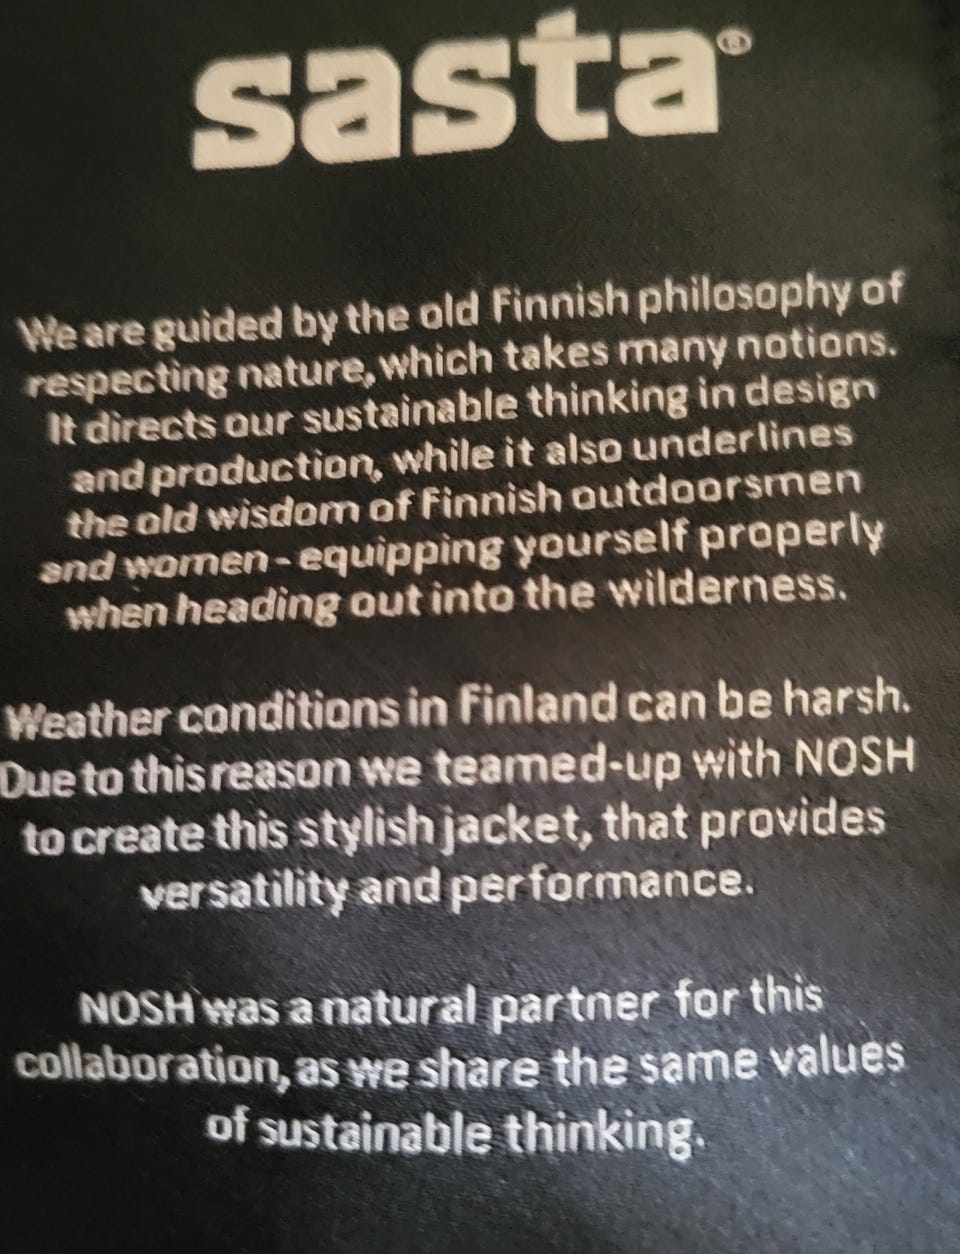 sasta®
We are guided by the old Finnish philosophy of
respecting nature, which takes many notions.
It directs our sustainable thinking in design
and production, while it also underlines
the old wisdom of Finnish outdoorsmen
and women - equipping yourself properly
when heading out into the wilderness.
Weather conditions in Finland can be harsh.
Due to this reason we teamed-up with NOSH
to create this stylish jacket, that provides
versatility and performance.
NOSH was a natural partner for this
collaboration, as we share the same values
of sustainable thinking.